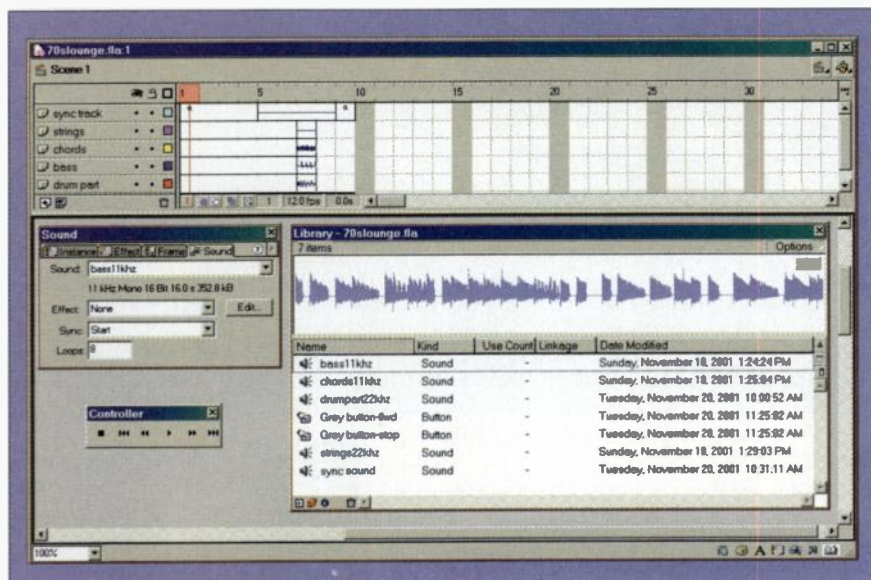 70slounge.fla:1
Scene 1
1 5 10 15 20 25 30
sync track
strings
chords
bass
drum part
1 12.0 fps 0.0s
Sound
Instance Effect Frame Sound ?
Sound: bass11khz
11 kHz Mono 16 Bit 16.0 s 352.8 kB
Effect: None Edit...
Sync: Start
Loops:
Controller
Library - 70slounge.fla
7 items Options
Name Kind Use Count Linkage Date Modified
bass11khz Sound - Sunday, November 18, 2001 1:24:24 PM
chords11khz Sound - Sunday, November 18, 2001 1:25:04 PM
drumpart22khz Sound - Tuesday, November 20, 2001 10:00:52 AM
Grey button-ffwd Button - Tuesday, November 20, 2001 11:25:02 AM
Grey button-stop Button - Tuesday, November 20, 2001 11:25:02 AM
strings22khz Sound - Sunday, November 18, 2001 1:29:03 PM
sync sound Sound - Tuesday, November 20, 2001 10:31:11 AM
100%